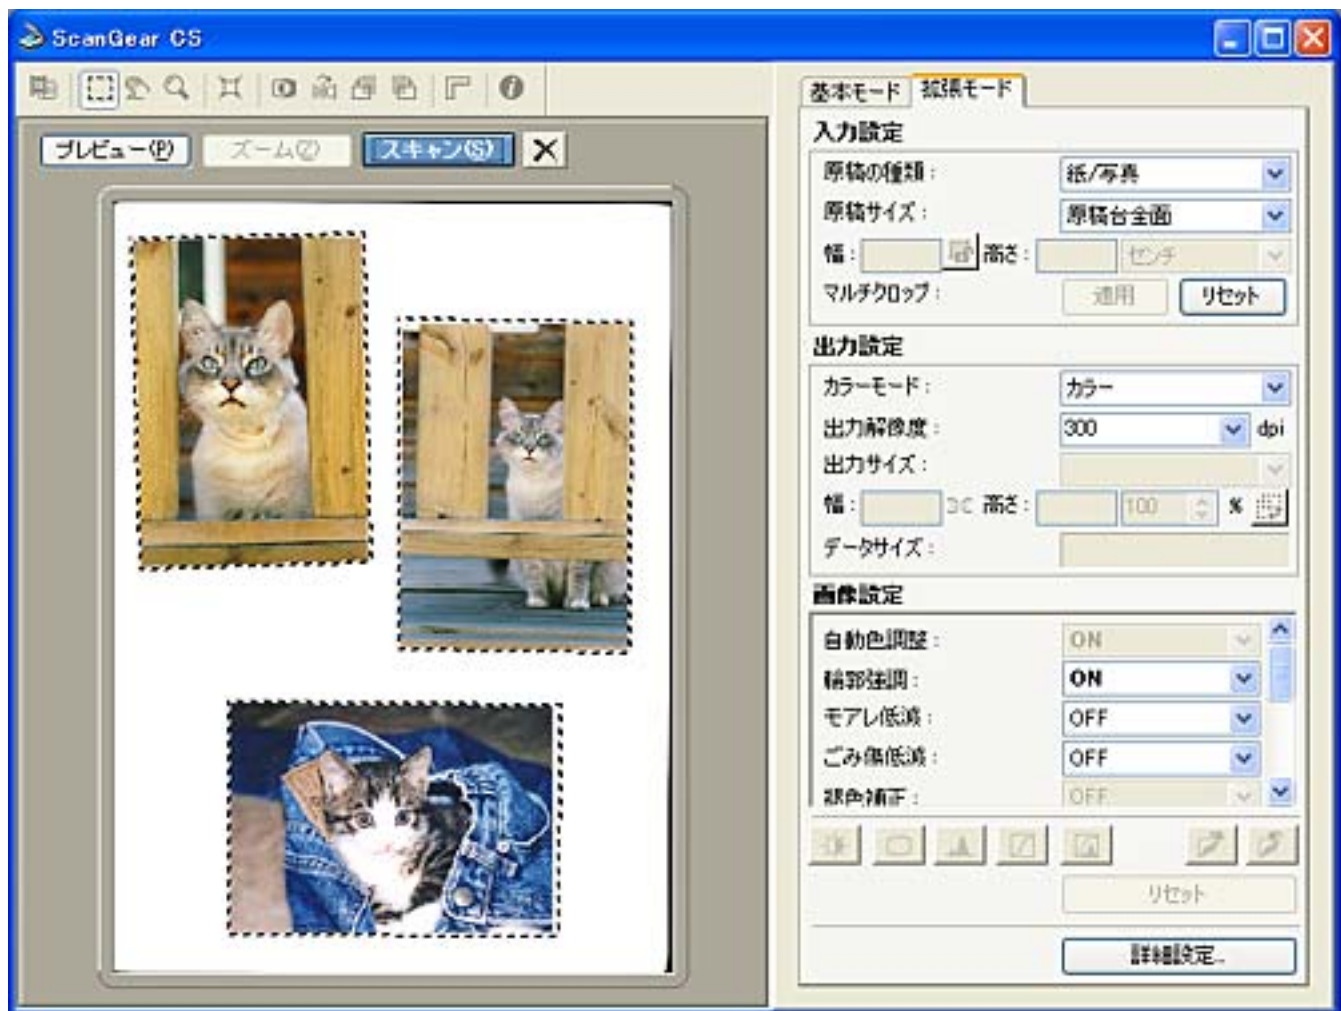 ScanGear CS
プレビュー(P)
ズーム(Z)
スキャン(S)
基本モード
拡張モード
入力設定
原稿の種類：
紙/写真
原稿サイズ：
原稿台全面
幅：
高さ：
センチ
マルチクロップ：
適用
リセット
出力設定
カラーモード：
カラー
出力解像度：
300
dpi
出力サイズ：
幅：
高さ：
100
%
データサイズ：
画像設定
自動色調整：
ON
輪郭強調：
ON
モアレ低減：
OFF
ごみ傷低減：
OFF
褪色補正：
OFF
リセット
詳細設定...